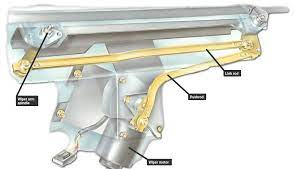 Wiper arm
spindle
Link rod
Pushrod
Wiper motor